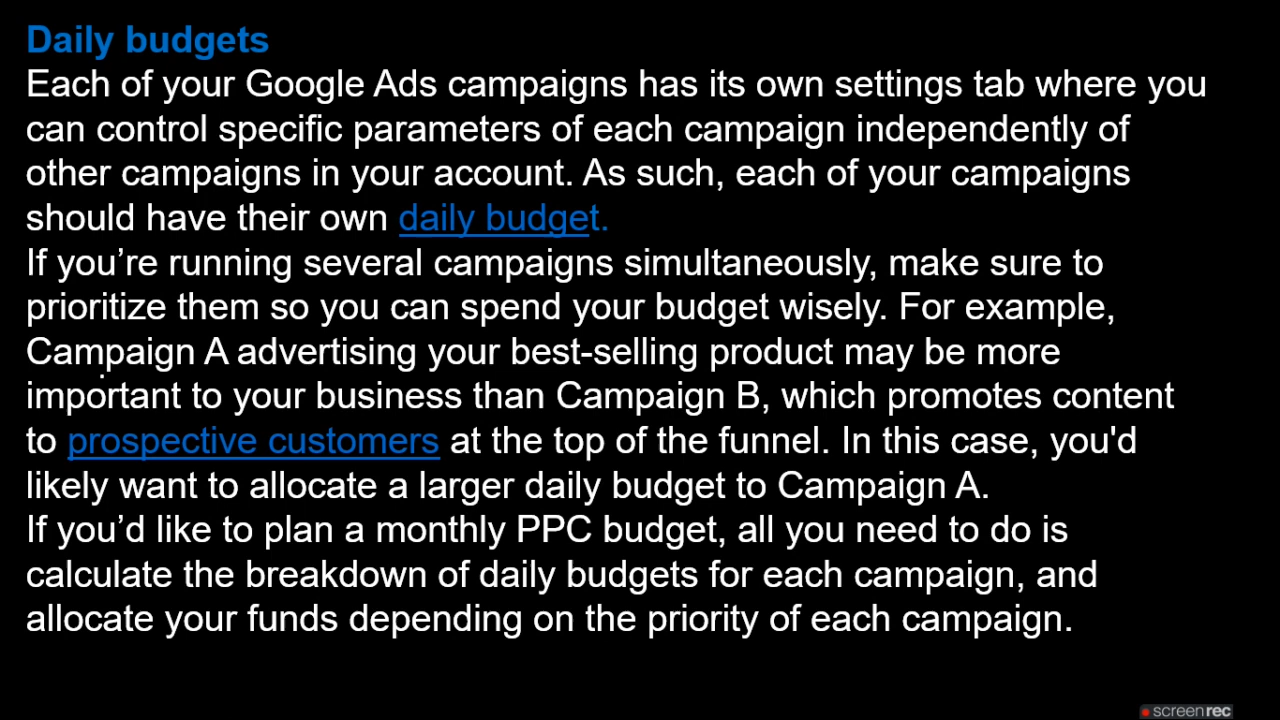 Daily budgets
Each of your Google Ads campaigns has its own settings tab where you
can control specific parameters of each campaign independently of
other campaigns in your account. As such, each of your campaigns
should have their own daily budget.
If you’re running several campaigns simultaneously, make sure to
prioritize them so you can spend your budget wisely. For example,
Campaign A advertising your best-selling product may be more
important to your business than Campaign B, which promotes content
to prospective customers at the top of the funnel. In this case, you'd
likely want to allocate a larger daily budget to Campaign A.
If you’d like to plan a monthly PPC budget, all you need to do is
calculate the breakdown of daily budgets for each campaign, and
allocate your funds depending on the priority of each campaign.
screenrec